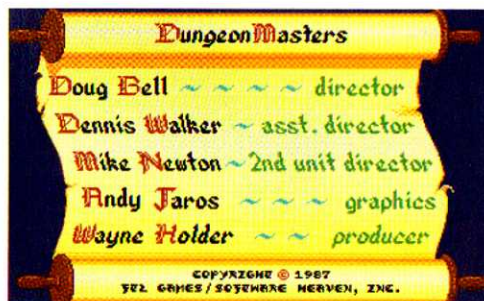 DungeonMasters
Doug Bell ~ ~ ~ ~ director
Dennis Walker ~ asst. director
Mike Newton ~ 2nd unit director
Andy Jaros ~ ~ ~ graphics
Wayne Holder ~ ~ producer
COPYRIGHT © 1987
FTL GAMES/SOFTWARE HEAVEN, INC.